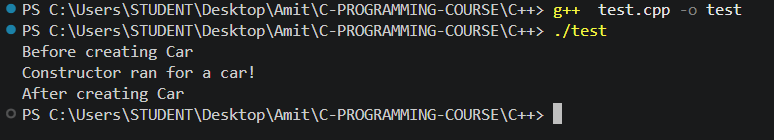 PS C:\Users\STUDENT\Desktop\Amit\C-PROGRAMMING-COURSE\C++> g++  test.cpp -o test
PS C:\Users\STUDENT\Desktop\Amit\C-PROGRAMMING-COURSE\C++> ./test
Before creating Car
Constructor ran for a car!
After creating Car
PS C:\Users\STUDENT\Desktop\Amit\C-PROGRAMMING-COURSE\C++>